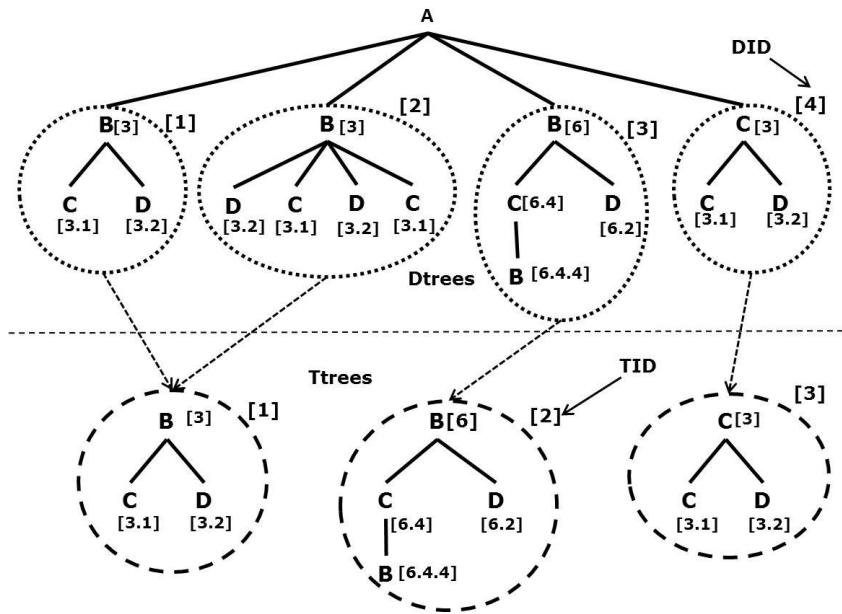 A
DID
[1] [2] [3] [4]
B[3] B [3] B[6] C[3]
C D D C D C C[6.4] D C D
[3.1] [3.2] [3.2] [3.1] [3.2] [3.1] [6.2] [3.1] [3.2]
Dtrees B [6.4.4]
Ttrees TID
[1] [2] [3]
B [3] B[6] C[3]
C D C D C D
[3.1] [3.2] [6.4] [6.2] [3.1] [3.2]
B [6.4.4]